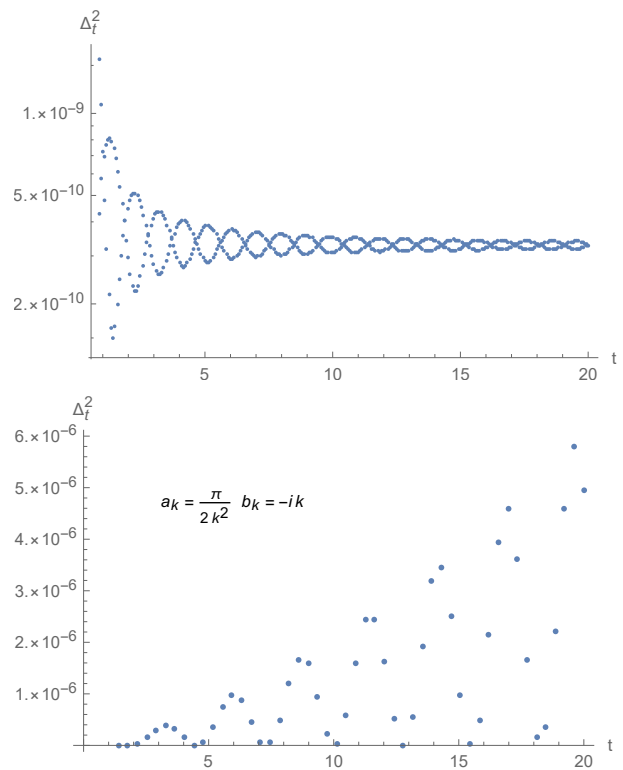 Δ_t^2
1.×10^-9
5.×10^-10
2.×10^-10
5 10 15 20 t
Δ_t^2
6.×10^-6
5.×10^-6
a_k = π/(2 k^2) b_k = -i k
4.×10^-6
3.×10^-6
2.×10^-6
1.×10^-6
5 10 15 20 t